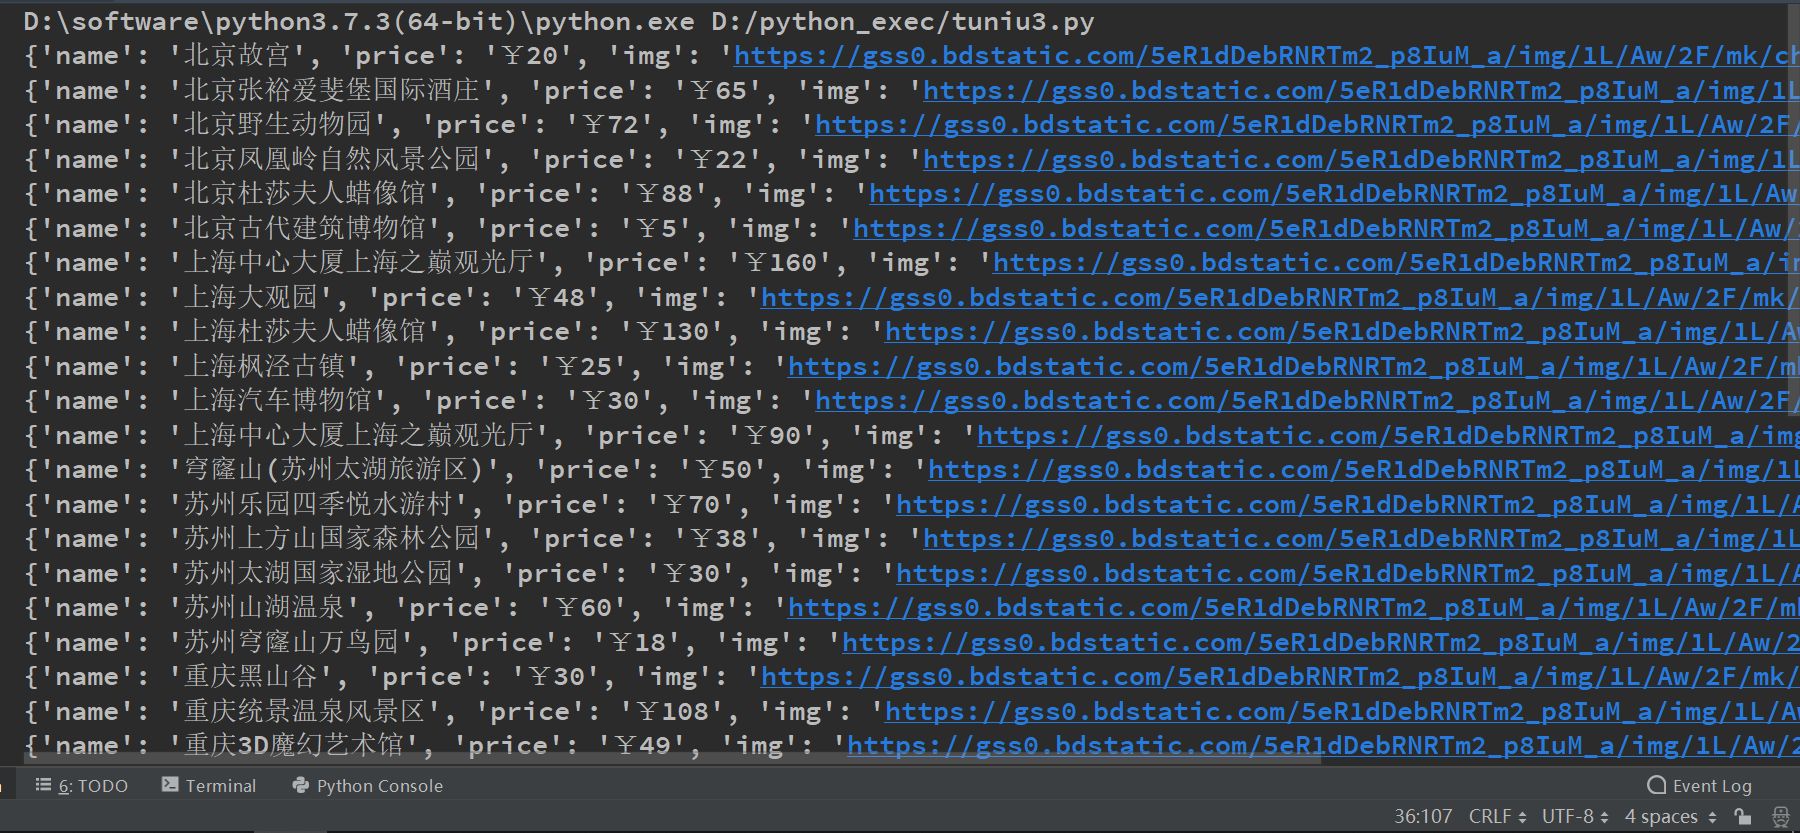 D:\software\python3.7.3(64-bit)\python.exe D:/python_exec/tuniu3.py
{'name': '北京故宫', 'price': '￥20', 'img': 'https://gss0.bdstatic.com/5eR1dDebRNRTm2_p8IuM_a/img/1L/Aw/2F/mk/ch
{'name': '北京张裕爱斐堡国际酒庄', 'price': '￥65', 'img': 'https://gss0.bdstatic.com/5eR1dDebRNRTm2_p8IuM_a/img/1L
{'name': '北京野生动物园', 'price': '￥72', 'img': 'https://gss0.bdstatic.com/5eR1dDebRNRTm2_p8IuM_a/img/1L/Aw/2F/
{'name': '北京凤凰岭自然风景公园', 'price': '￥22', 'img': 'https://gss0.bdstatic.com/5eR1dDebRNRTm2_p8IuM_a/img/1L
{'name': '北京杜莎夫人蜡像馆', 'price': '￥88', 'img': 'https://gss0.bdstatic.com/5eR1dDebRNRTm2_p8IuM_a/img/1L/Aw
{'name': '北京古代建筑博物馆', 'price': '￥5', 'img': 'https://gss0.bdstatic.com/5eR1dDebRNRTm2_p8IuM_a/img/1L/Aw/
{'name': '上海中心大厦上海之巅观光厅', 'price': '￥160', 'img': 'https://gss0.bdstatic.com/5eR1dDebRNRTm2_p8IuM_a/im
{'name': '上海大观园', 'price': '￥48', 'img': 'https://gss0.bdstatic.com/5eR1dDebRNRTm2_p8IuM_a/img/1L/Aw/2F/mk/
{'name': '上海杜莎夫人蜡像馆', 'price': '￥130', 'img': 'https://gss0.bdstatic.com/5eR1dDebRNRTm2_p8IuM_a/img/1L/Aw
{'name': '上海枫泾古镇', 'price': '￥25', 'img': 'https://gss0.bdstatic.com/5eR1dDebRNRTm2_p8IuM_a/img/1L/Aw/2F/mk
{'name': '上海汽车博物馆', 'price': '￥30', 'img': 'https://gss0.bdstatic.com/5eR1dDebRNRTm2_p8IuM_a/img/1L/Aw/2F/
{'name': '上海中心大厦上海之巅观光厅', 'price': '￥90', 'img': 'https://gss0.bdstatic.com/5eR1dDebRNRTm2_p8IuM_a/img
{'name': '穹窿山(苏州太湖旅游区)', 'price': '￥50', 'img': 'https://gss0.bdstatic.com/5eR1dDebRNRTm2_p8IuM_a/img/1L
{'name': '苏州乐园四季悦水游村', 'price': '￥70', 'img': 'https://gss0.bdstatic.com/5eR1dDebRNRTm2_p8IuM_a/img/1L/A
{'name': '苏州上方山国家森林公园', 'price': '￥38', 'img': 'https://gss0.bdstatic.com/5eR1dDebRNRTm2_p8IuM_a/img/1L
{'name': '苏州太湖国家湿地公园', 'price': '￥30', 'img': 'https://gss0.bdstatic.com/5eR1dDebRNRTm2_p8IuM_a/img/1L/A
{'name': '苏州山湖温泉', 'price': '￥60', 'img': 'https://gss0.bdstatic.com/5eR1dDebRNRTm2_p8IuM_a/img/1L/Aw/2F/mk
{'name': '苏州穹窿山万鸟园', 'price': '￥18', 'img': 'https://gss0.bdstatic.com/5eR1dDebRNRTm2_p8IuM_a/img/1L/Aw/2
{'name': '重庆黑山谷', 'price': '￥30', 'img': 'https://gss0.bdstatic.com/5eR1dDebRNRTm2_p8IuM_a/img/1L/Aw/2F/mk/
{'name': '重庆统景温泉风景区', 'price': '￥108', 'img': 'https://gss0.bdstatic.com/5eR1dDebRNRTm2_p8IuM_a/img/1L/Aw
{'name': '重庆3D魔幻艺术馆', 'price': '￥49', 'img': 'https://gss0.bdstatic.com/5eR1dDebRNRTm2_p8IuM_a/img/1L/Aw/2
6: TODO Terminal Python Console Event Log
36:107 CRLF UTF-8 4 spaces